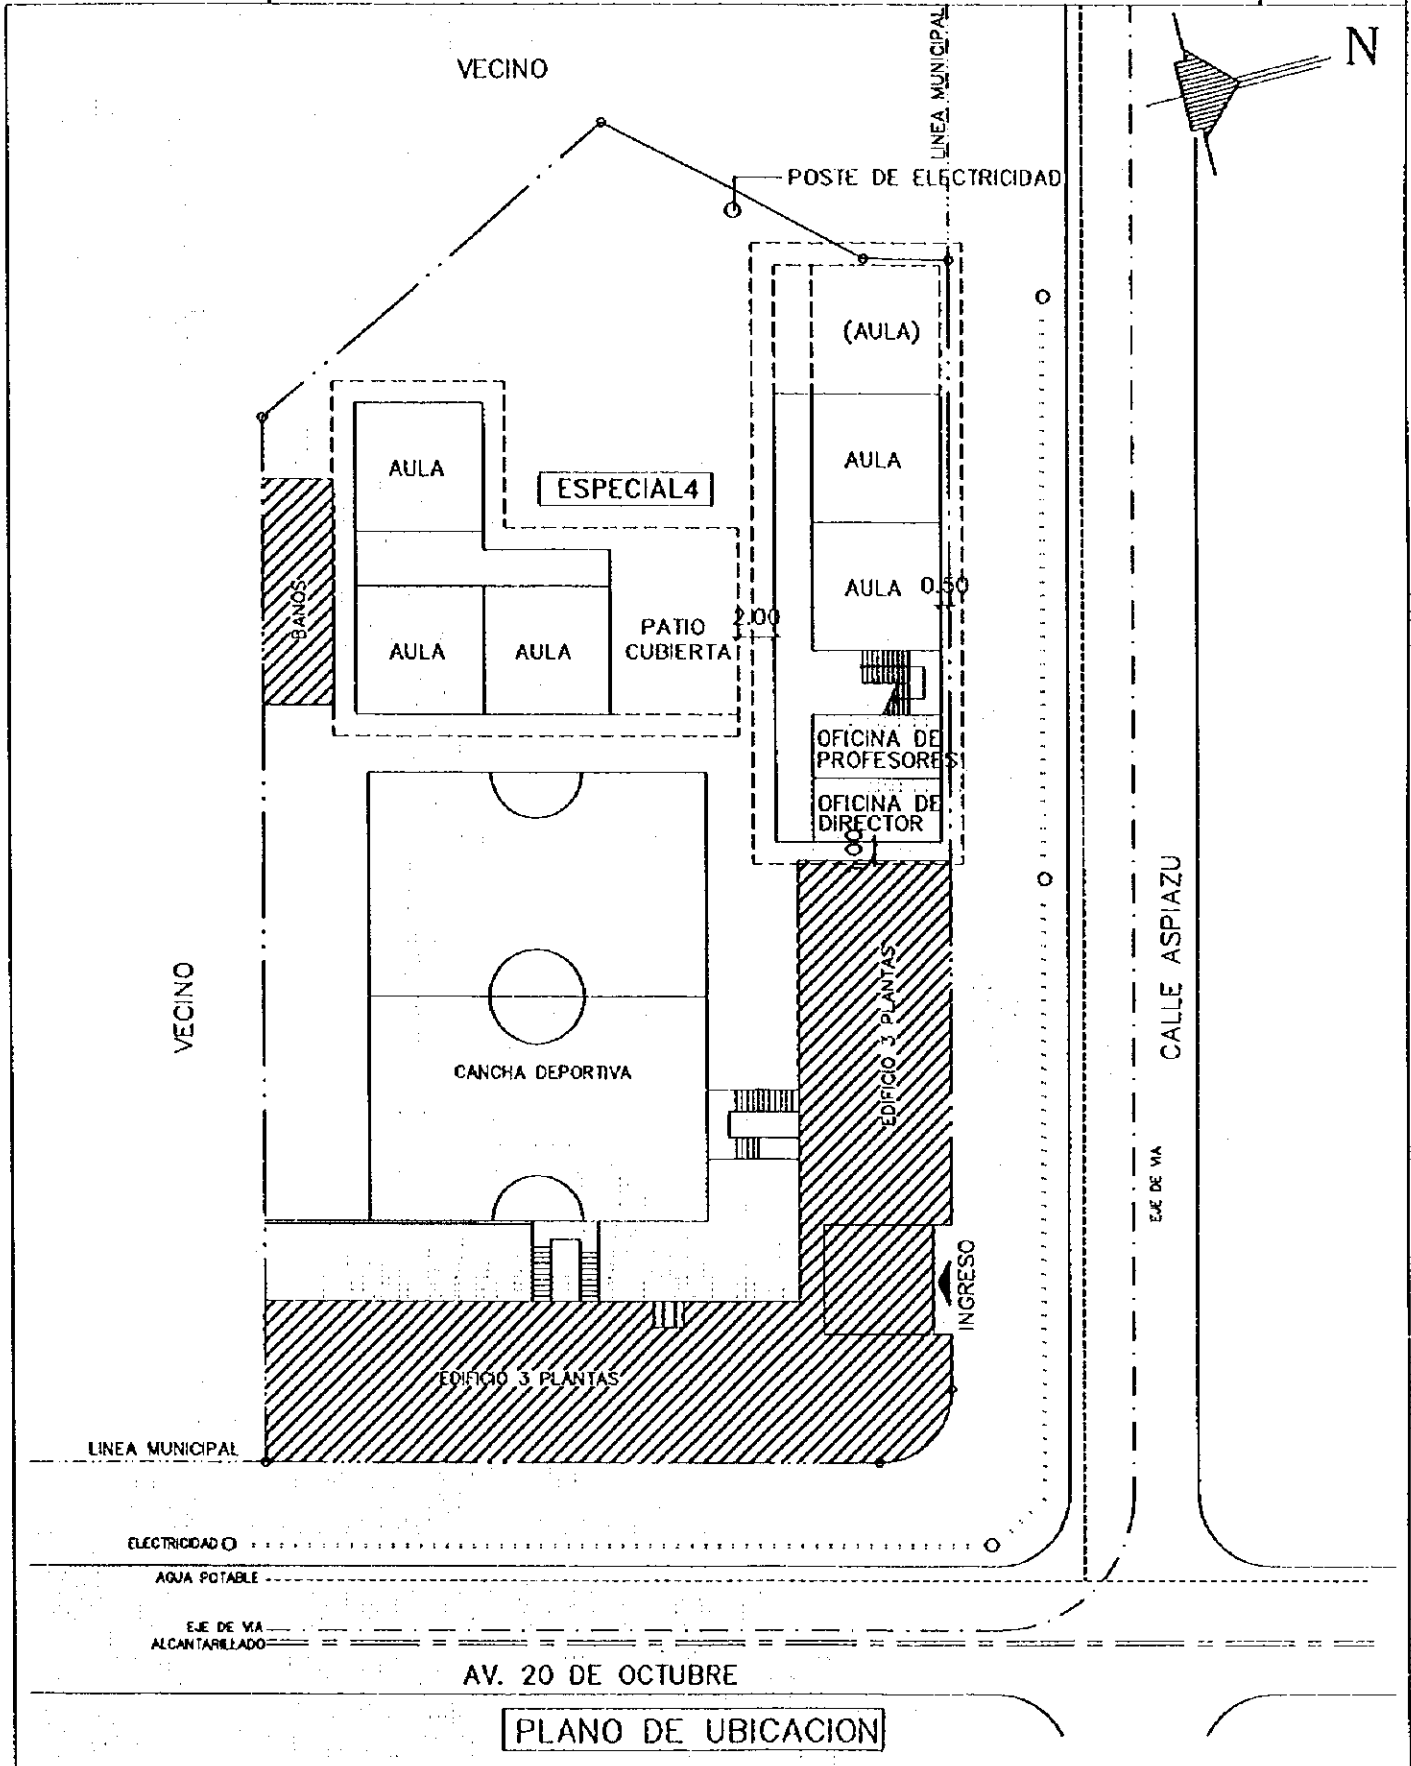 LINEA MUNICIPAL
N
VECINO
POSTE DE ELECTRICIDAD
(AULA)
AULA
AULA
ESPECIAL4
AULA
0.50
BANOS
2.00
PATIO
CUBIERTA
AULA
AULA
OFICINA DE
PROFESORES
OFICINA DE
DIRECTOR
CALLE ASPIAZU
VECINO
EDIFICIO 3 PLANTAS
CANCHA DEPORTIVA
EJE DE VIA
INGRESO
EDIFICIO 3 PLANTAS
LINEA MUNICIPAL
ELECTRICIDAD
AGUA POTABLE
EJE DE VIA
ALCANTARILLADO
AV. 20 DE OCTUBRE
PLANO DE UBICACION